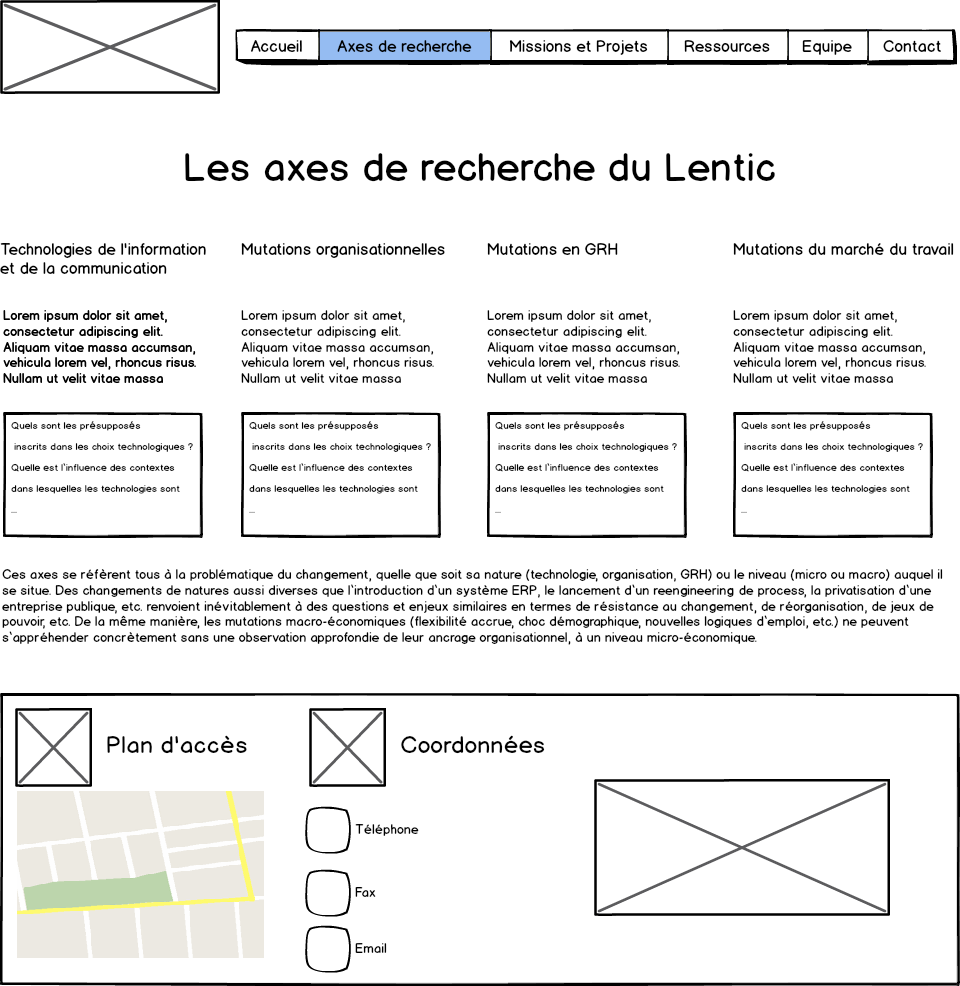 Accueil
Axes de recherche
Missions et Projets
Ressources
Equipe
Contact
Les axes de recherche du Lentic
Technologies de l'information
et de la communication
Lorem ipsum dolor sit amet,
consectetur adipiscing elit.
Aliquam vitae massa accumsan,
vehicula lorem vel, rhoncus risus.
Nullam ut velit vitae massa
Quels sont les présupposés
inscrits dans les choix technologiques ?
Quelle est l'influence des contextes
dans lesquelles les technologies sont
_
Mutations organisationnelles
Lorem ipsum dolor sit amet,
consectetur adipiscing elit.
Aliquam vitae massa accumsan,
vehicula lorem vel, rhoncus risus.
Nullam ut velit vitae massa
Quels sont les présupposés
inscrits dans les choix technologiques ?
Quelle est l'influence des contextes
dans lesquelles les technologies sont
_
Mutations en GRH
Lorem ipsum dolor sit amet,
consectetur adipiscing elit.
Aliquam vitae massa accumsan,
vehicula lorem vel, rhoncus risus.
Nullam ut velit vitae massa
Quels sont les présupposés
inscrits dans les choix technologiques ?
Quelle est l'influence des contextes
dans lesquelles les technologies sont
_
Mutations du marché du travail
Lorem ipsum dolor sit amet,
consectetur adipiscing elit.
Aliquam vitae massa accumsan,
vehicula lorem vel, rhoncus risus.
Nullam ut velit vitae massa
Quels sont les présupposés
inscrits dans les choix technologiques ?
Quelle est l'influence des contextes
dans lesquelles les technologies sont
_
Ces axes se réfèrent tous à la problématique du changement, quelle que soit sa nature (technologie, organisation, GRH) ou le niveau (micro ou macro) auquel il
se situe. Des changements de natures aussi diverses que l'introduction d'un système ERP, le lancement d'un reengineering de process, la privatisation d'une
entreprise publique, etc. renvoient inévitablement à des questions et enjeux similaires en termes de résistance au changement, de réorganisation, de jeux de
pouvoir, etc. De la même manière, les mutations macro-économiques (flexibilité accrue, choc démographique, nouvelles logiques d'emploi, etc.) ne peuvent
s'appréhender concrètement sans une observation approfondie de leur ancrage organisationnel, à un niveau micro-économique.
Plan d'accès
Coordonnées
Téléphone
Fax
Email